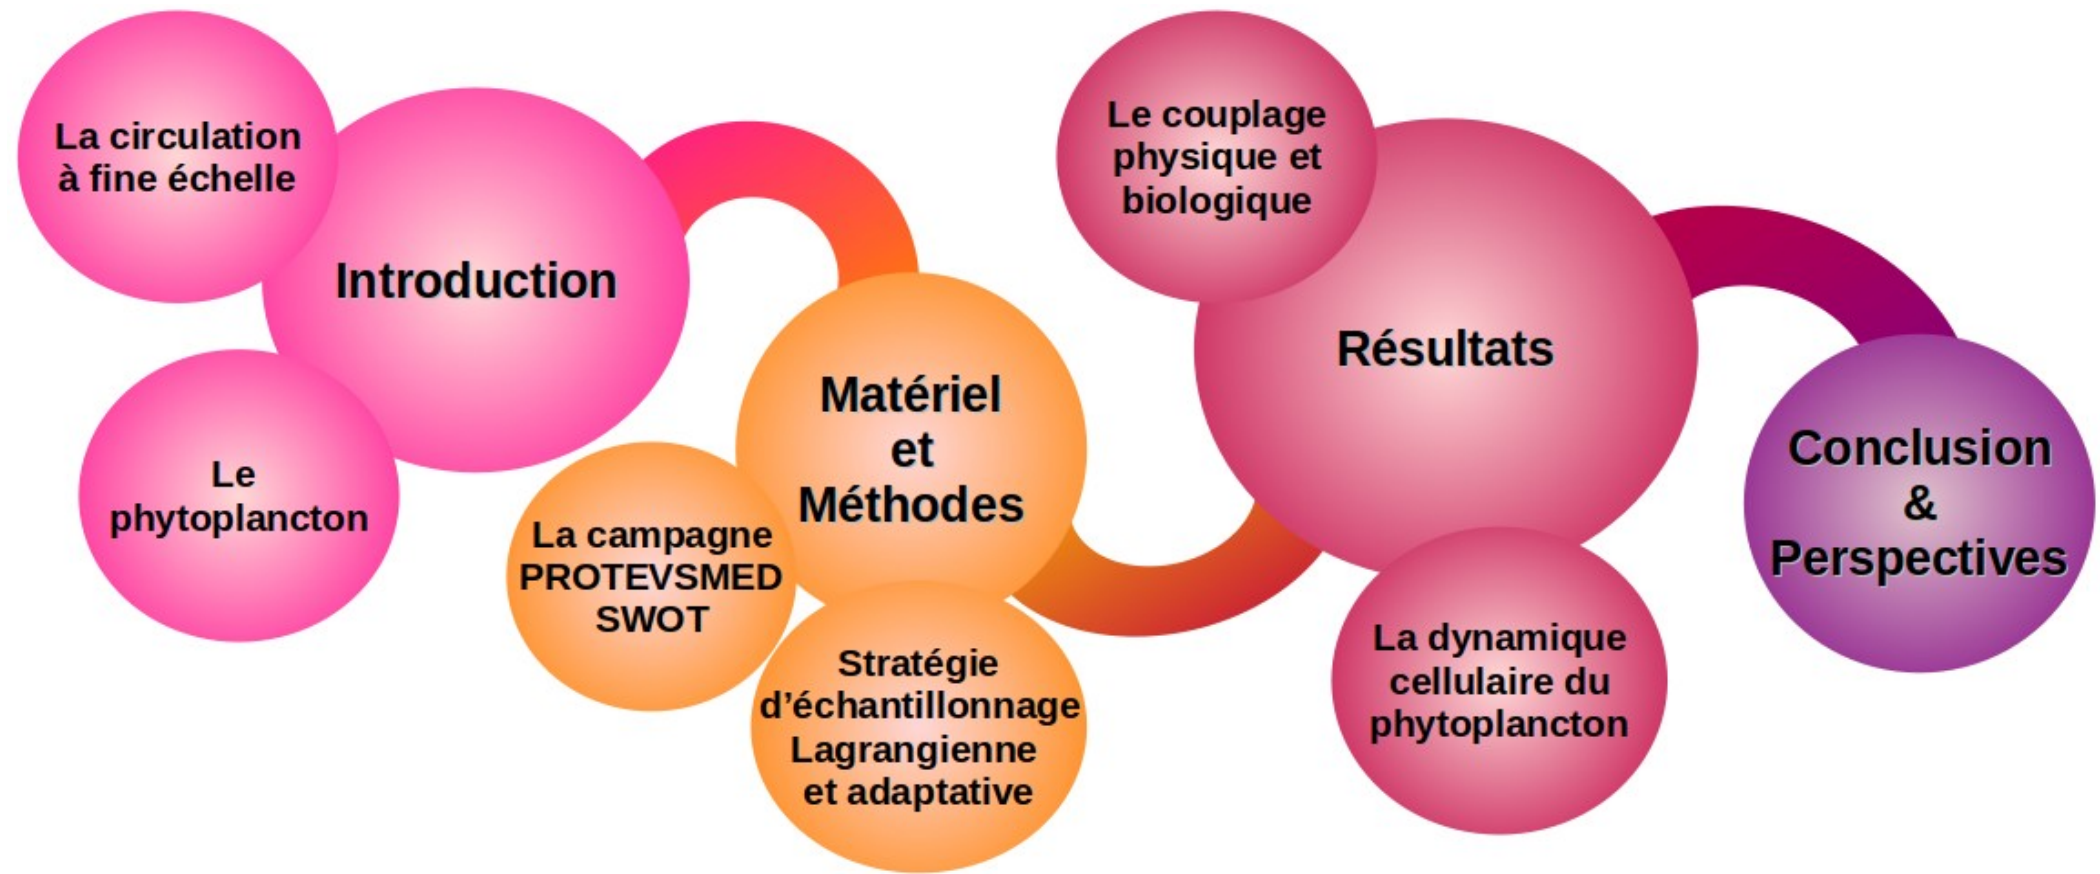 La circulation
à fine échelle
Introduction
Le
phytoplancton
Matériel
et
Méthodes
La campagne
PROTEVSMED
SWOT
Stratégie
d’échantillonnage
Lagrangienne
et adaptative
Le couplage
physique et
biologique
Résultats
La dynamique
cellulaire du
phytoplancton
Conclusion
&
Perspectives